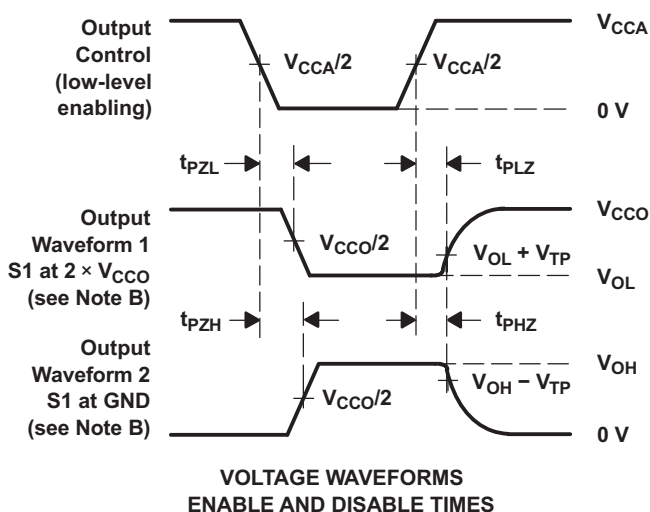 Output
Control
(low-level
enabling)
V_CCA
V_CCA/2
V_CCA/2
0 V
t_PZL
t_PLZ
Output
Waveform 1
S1 at 2 × V_CCO
(see Note B)
V_CCO
V_CCO/2
V_OL + V_TP
V_OL
t_PZH
t_PHZ
Output
Waveform 2
S1 at GND
(see Note B)
V_OH
V_OH − V_TP
V_CCO/2
0 V
VOLTAGE WAVEFORMS
ENABLE AND DISABLE TIMES